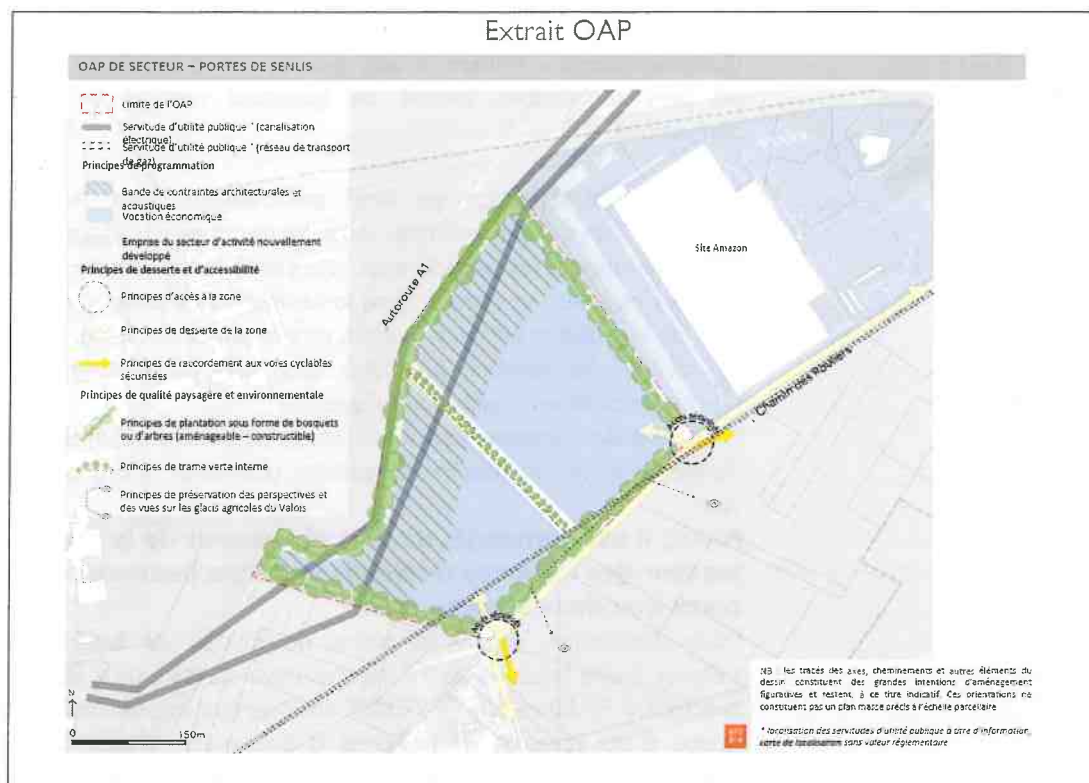 Extrait OAP
OAP DE SECTEUR – PORTES DE SENLIS
Limite de l'OAP
Servitude d'utilité publique * (canalisation
électrique)
Servitude d'utilité publique * (réseau de transport
de gaz)
Principes de programmation
Bande de contraintes architecturales et
acoustiques
Vocation économique
Emprise du secteur d'activité nouvellement
développé
Principes de desserte et d'accessibilité
Principes d'accès à la zone
Principes de desserte de la zone
Principes de raccordement aux voies cyclables
sécurisées
Principes de qualité paysagère et environnementale
Principes de plantation sous forme de bosquets
ou d'arbres (aménageable – constructible)
Principes de trame verte interne
Principes de préservation des perspectives et
des vues sur les glacis agricoles du Valois
Autoroute A1
Site Amazon
Chemin des Rouliers
N
0
150m
NB : les tracés des axes, cheminements et autres éléments du
dessin constituent des grandes intentions d'aménagement
figuratives et restent, à ce titre indicatif. Ces orientations ne
constituent pas un plan masse précis à l'échelle parcellaire
* localisation des servitudes d'utilité publique à titre d'information,
carte de localisation sans valeur réglementaire